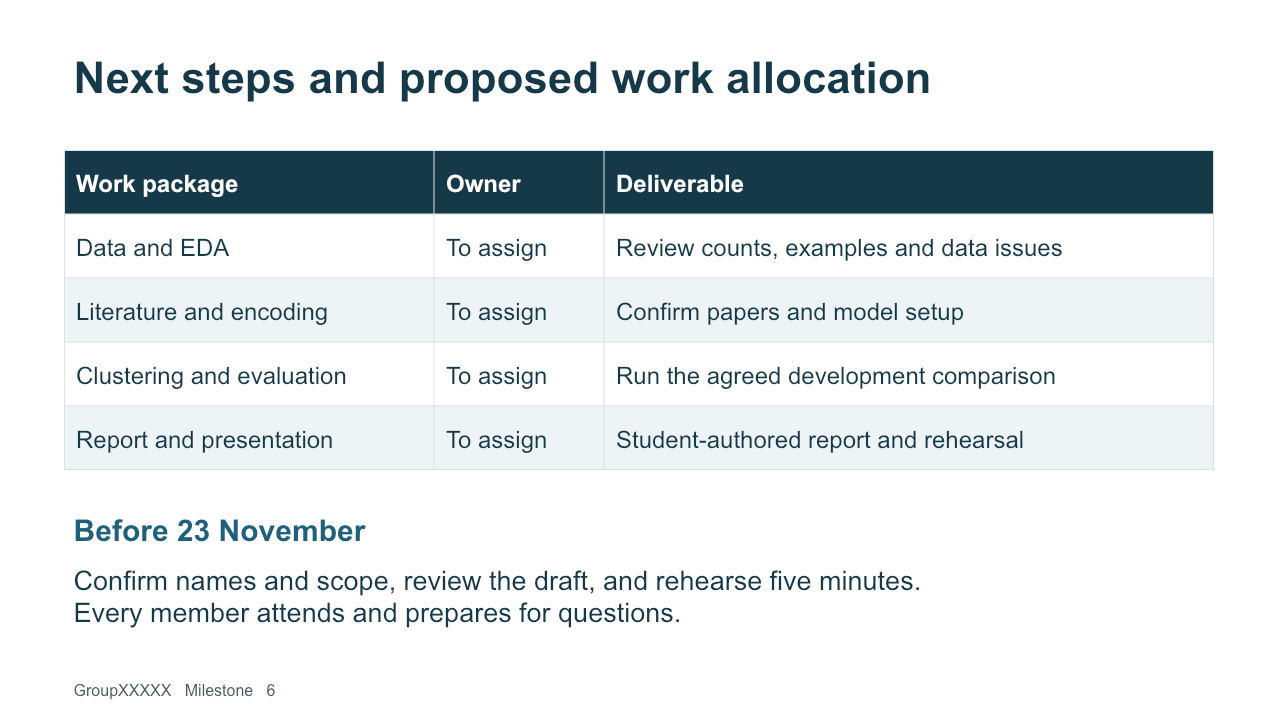 Next steps and proposed work allocation
Work package Owner Deliverable
Data and EDA To assign Review counts, examples and data issues
Literature and encoding To assign Confirm papers and model setup
Clustering and evaluation To assign Run the agreed development comparison
Report and presentation To assign Student-authored report and rehearsal
Before 23 November
Confirm names and scope, review the draft, and rehearse five minutes.
Every member attends and prepares for questions.
GroupXXXXX Milestone 6